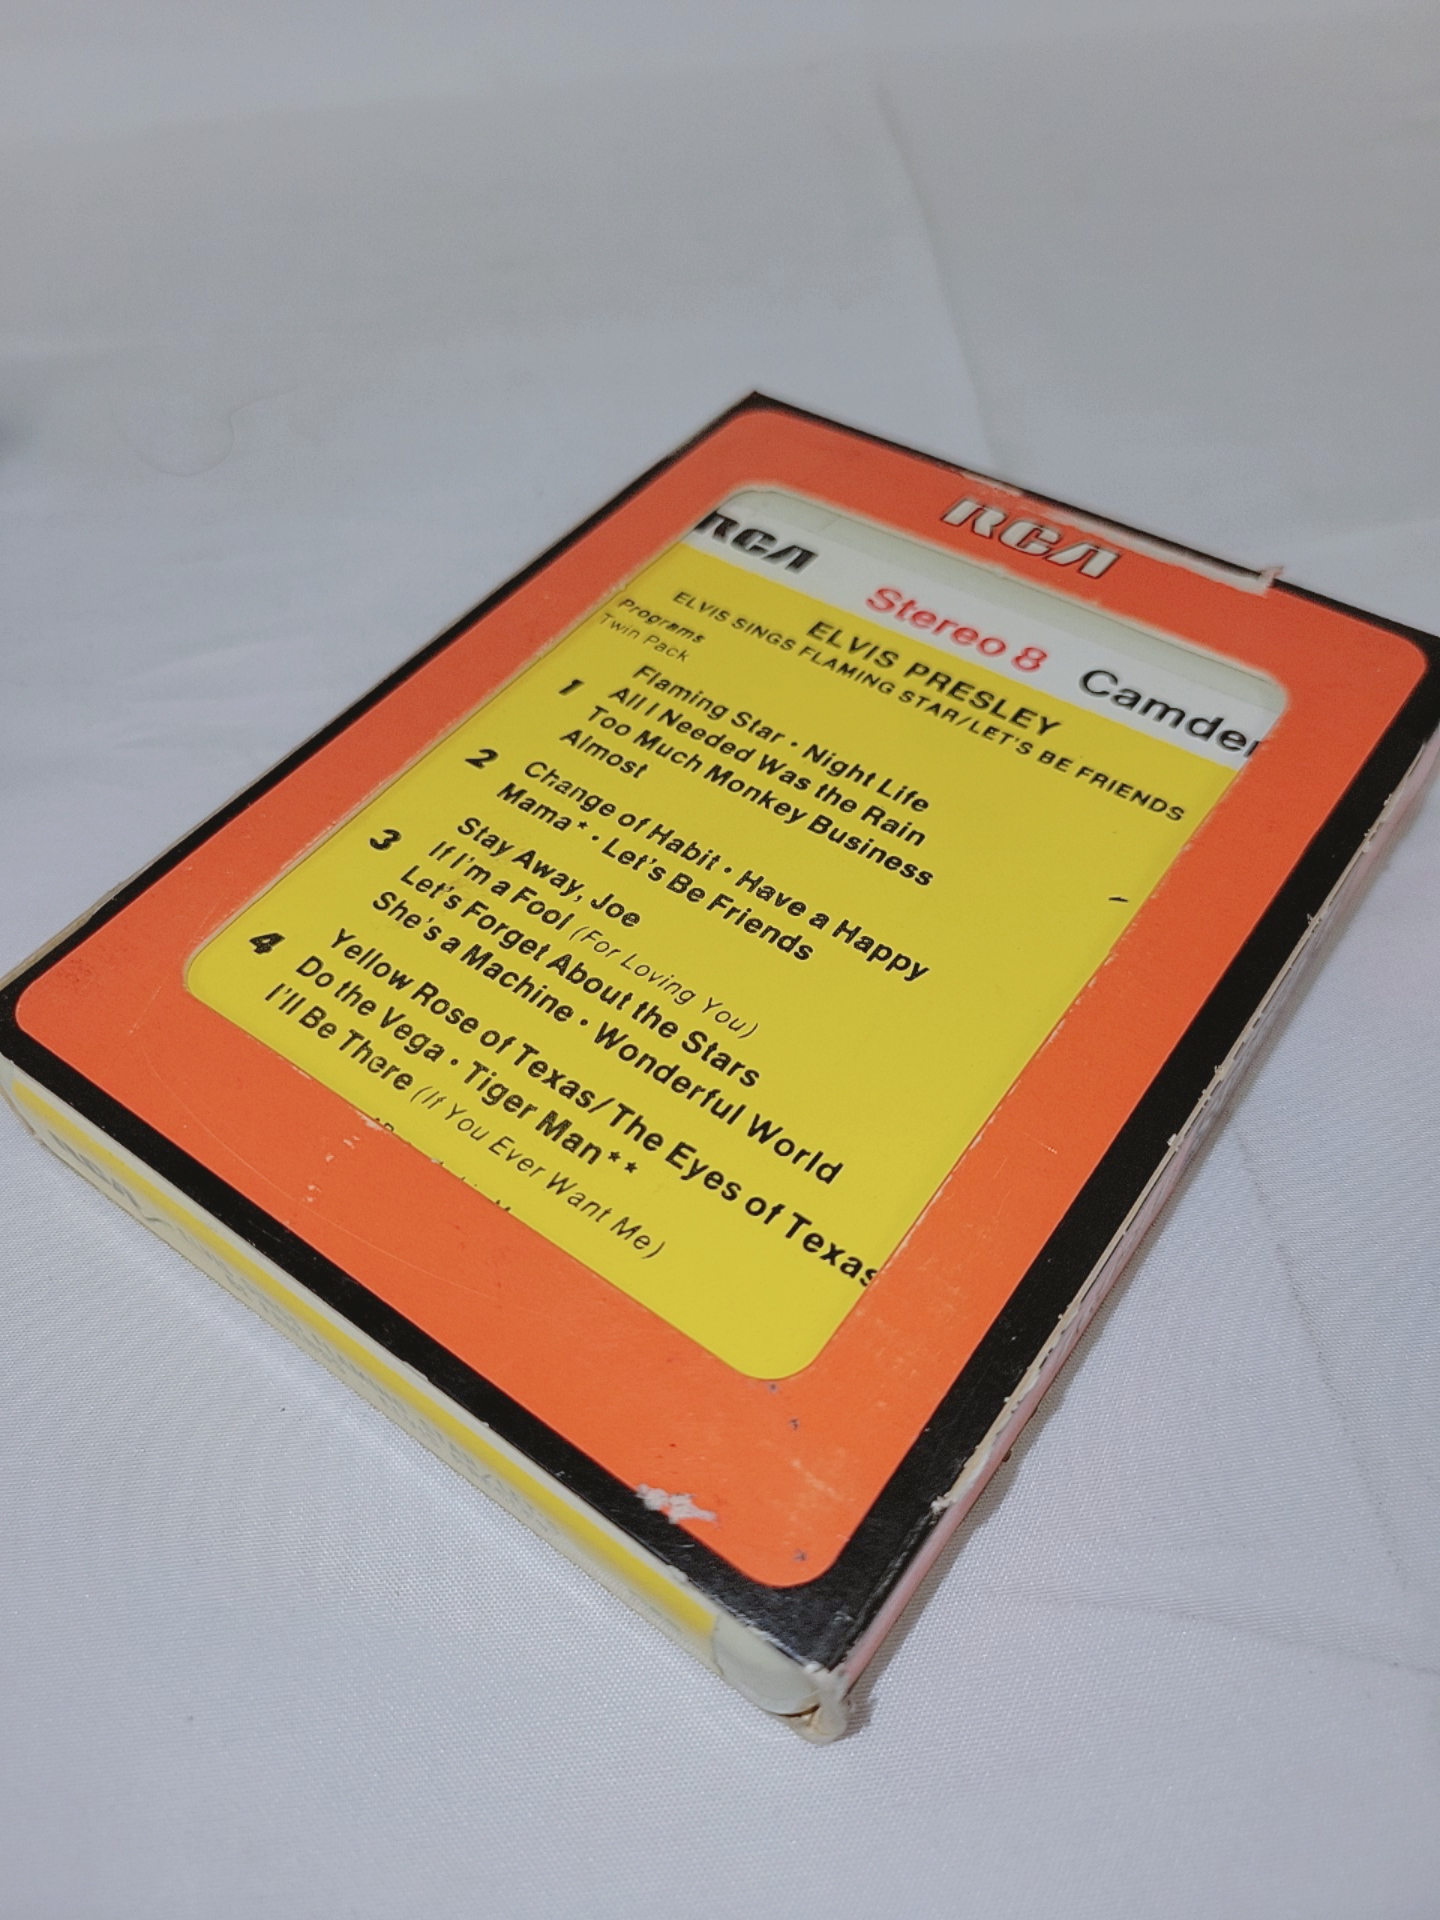 RCA
RCA Stereo 8 Camden
ELVIS PRESLEY
ELVIS SINGS FLAMING STAR/LET'S BE FRIENDS
Programs
Twin Pack
1 Flaming Star • Night Life
All I Needed Was the Rain
Too Much Monkey Business
Almost
2 Change of Habit • Have a Happy
Mama* • Let's Be Friends
3 Stay Away, Joe
If I'm a Fool (For Loving You)
Let's Forget About the Stars
She's a Machine • Wonderful World
4 Yellow Rose of Texas/The Eyes of Texas
Do the Vega • Tiger Man**
I'll Be There (If You Ever Want Me)